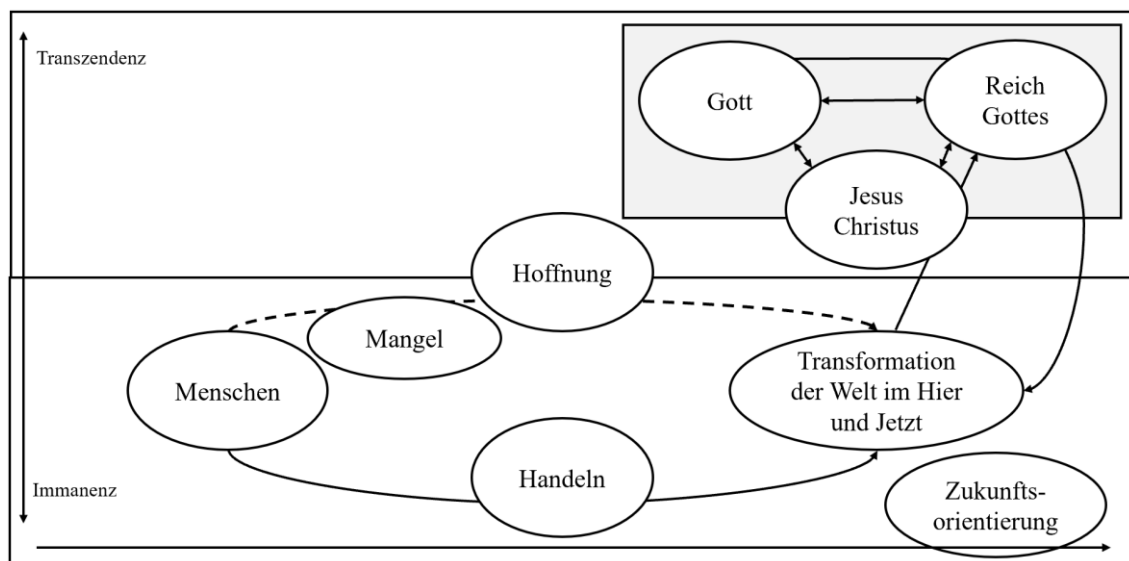 Transzendenz
Gott
Reich
Gottes
Jesus
Christus
Hoffnung
Mangel
Menschen
Transformation
der Welt im Hier
und Jetzt
Handeln
Immanenz
Zukunfts-
orientierung